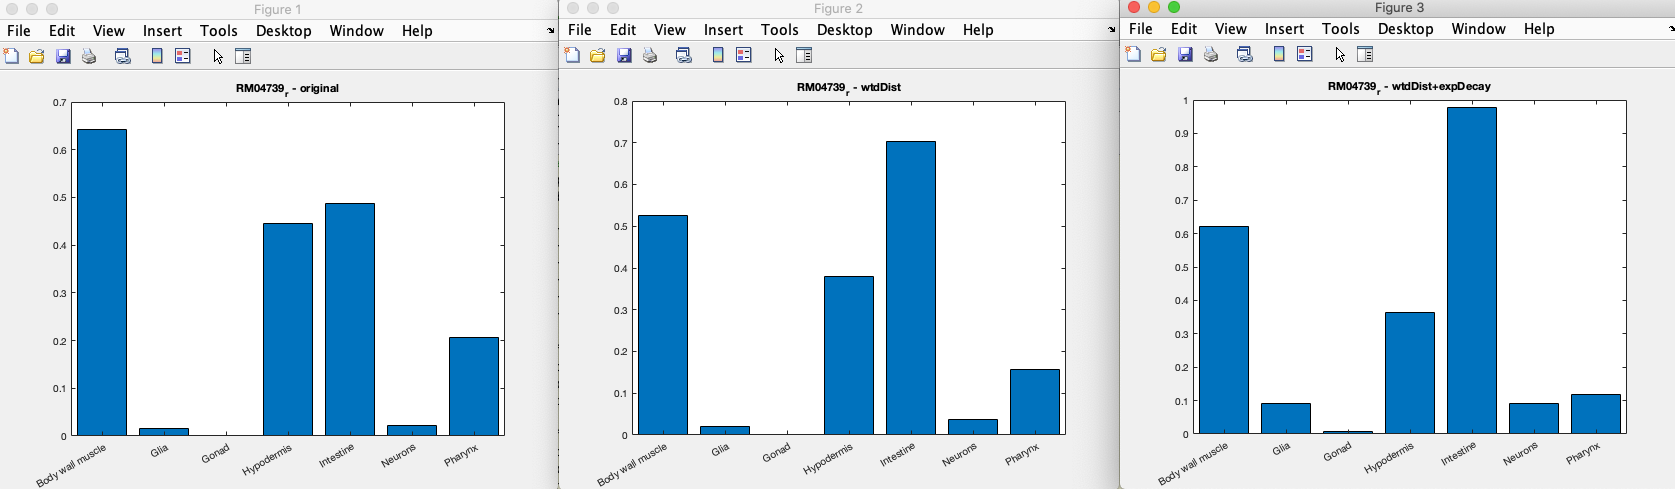 Figure 1
File Edit View Insert Tools Desktop Window Help
RM04739r - original
0.7
0.6
0.5
0.4
0.3
0.2
0.1
0
Body wall muscle
Glia
Gonad
Hypodermis
Intestine
Neurons
Pharynx
Figure 2
File Edit View Insert Tools Desktop Window Help
RM04739r - wtdDist
0.8
0.7
0.6
0.5
0.4
0.3
0.2
0.1
0
Body wall muscle
Glia
Gonad
Hypodermis
Intestine
Neurons
Pharynx
Figure 3
File Edit View Insert Tools Desktop Window Help
RM04739r - wtdDist+expDecay
1
0.9
0.8
0.7
0.6
0.5
0.4
0.3
0.2
0.1
0
Body wall muscle
Glia
Gonad
Hypodermis
Intestine
Neurons
Pharynx